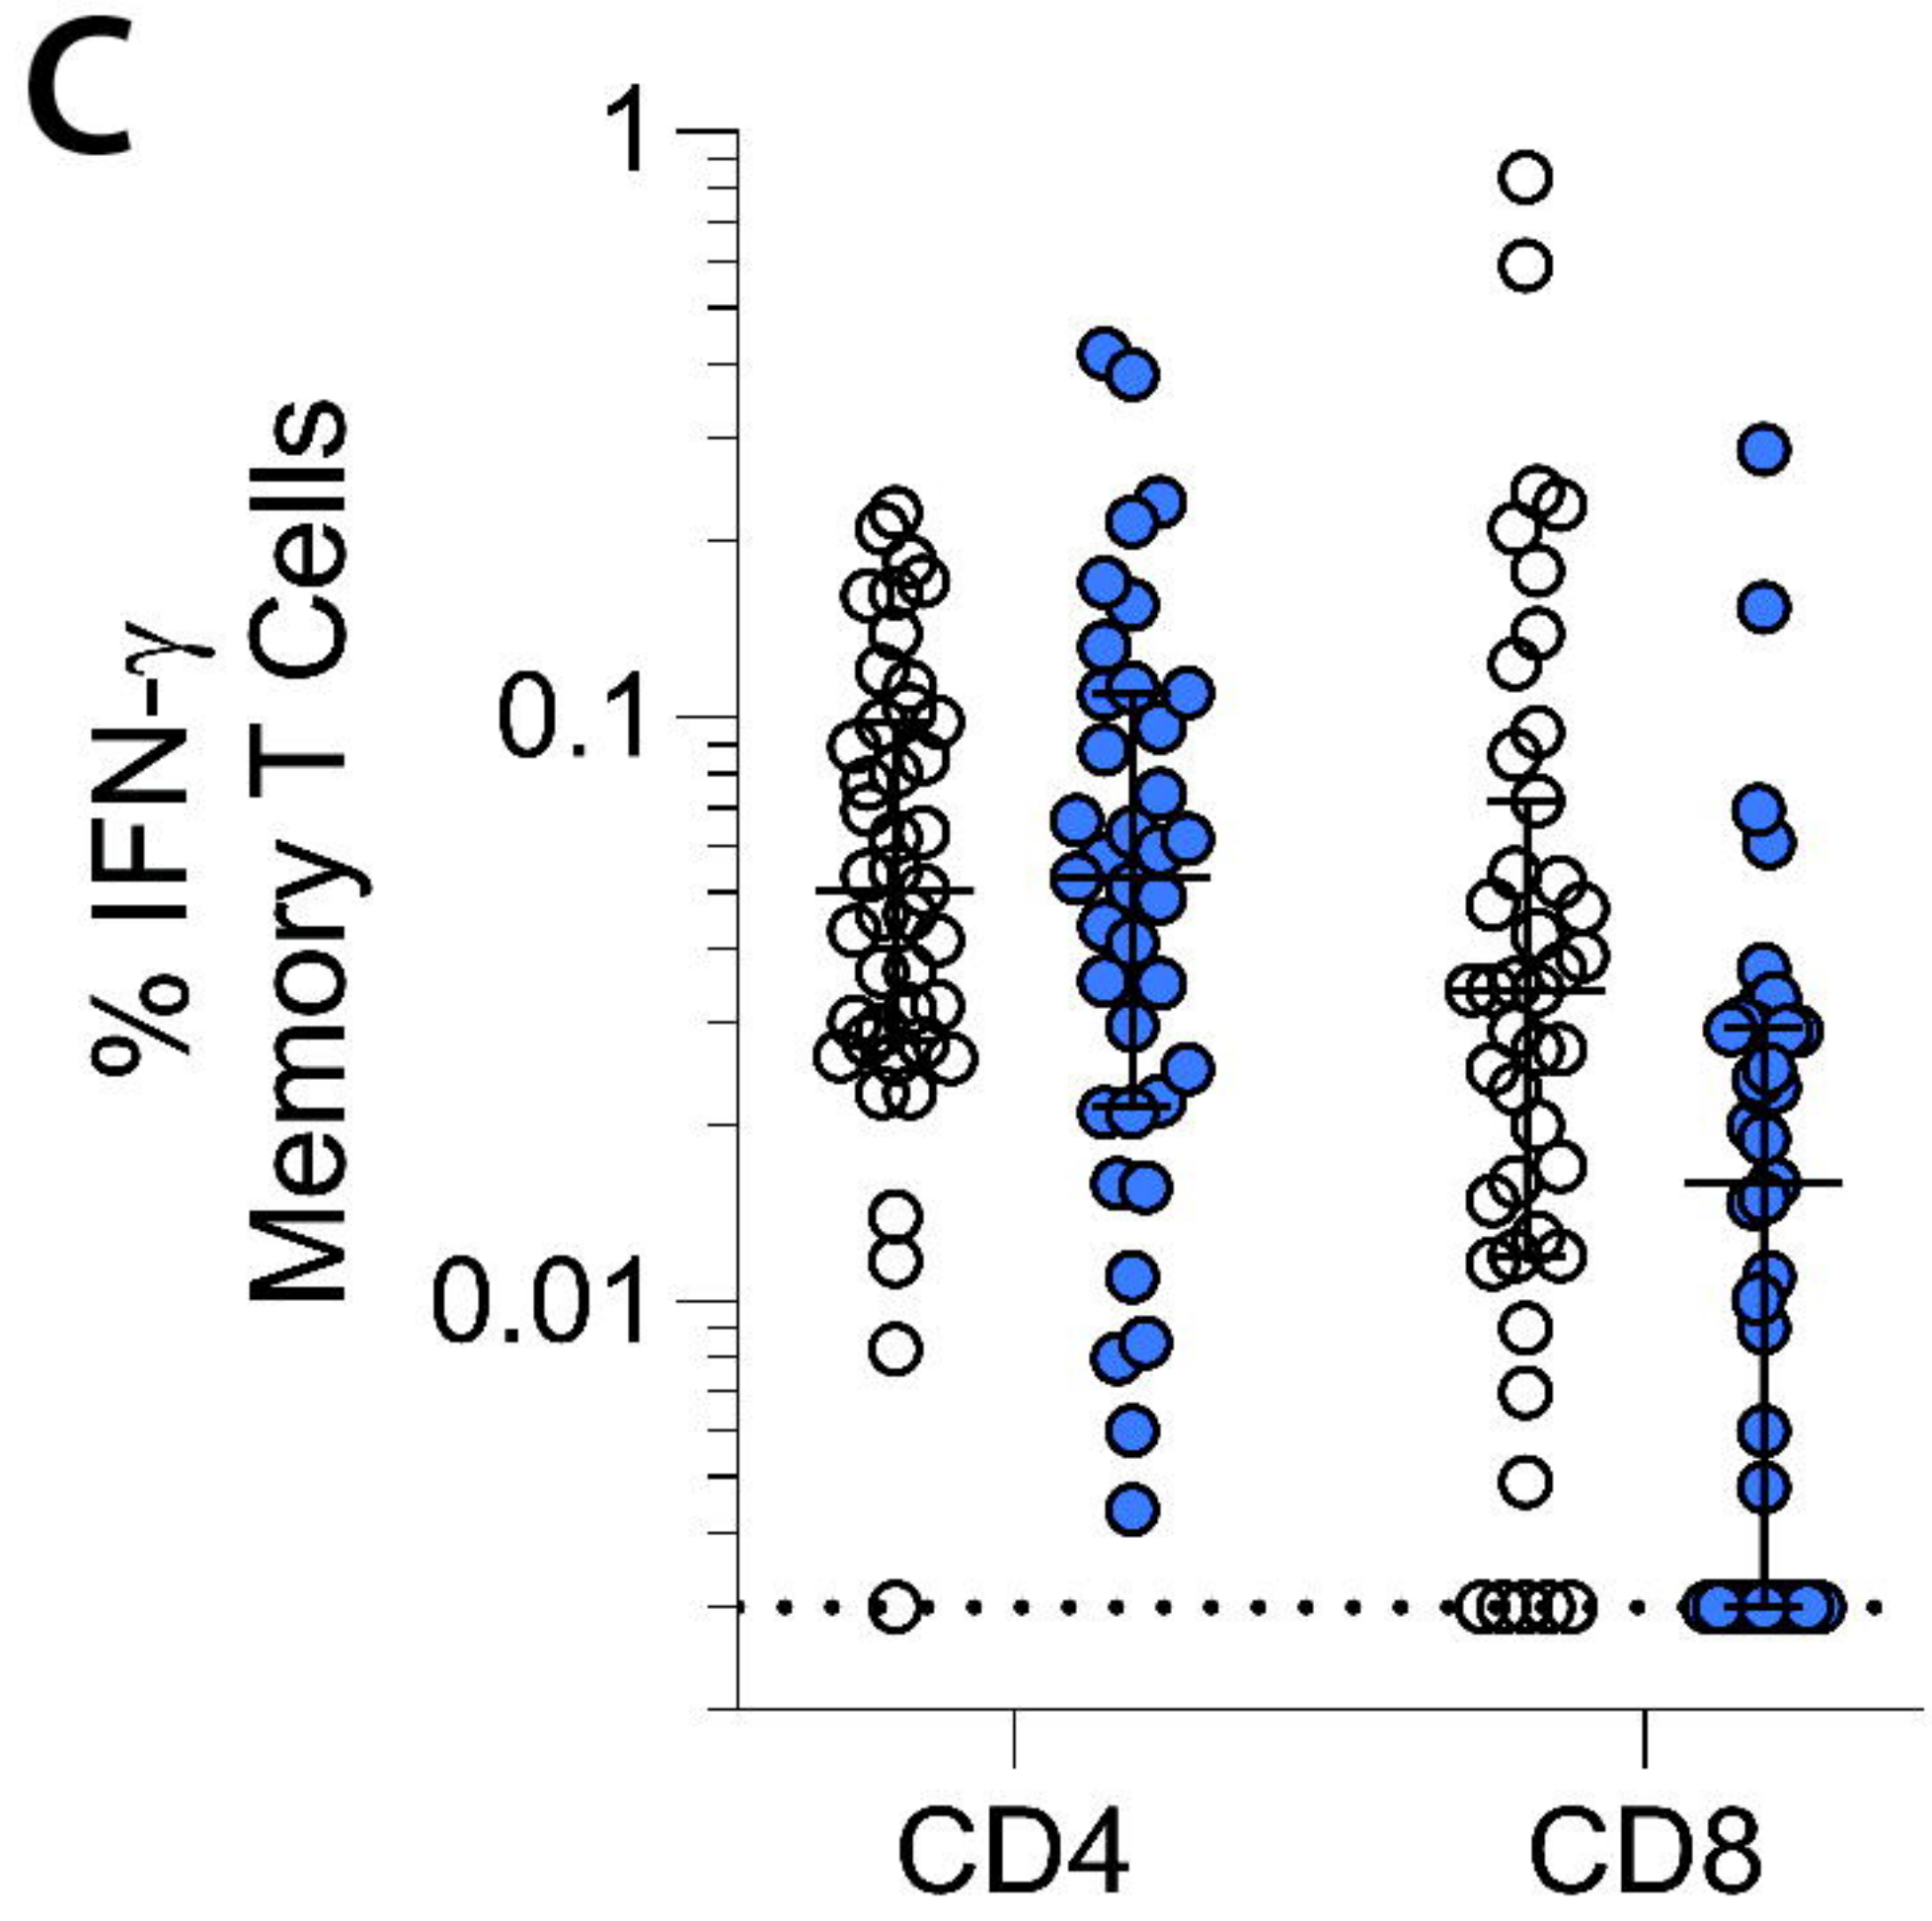 C
% IFN-γ
Memory T Cells
1
0.1
0.01
CD4
CD8